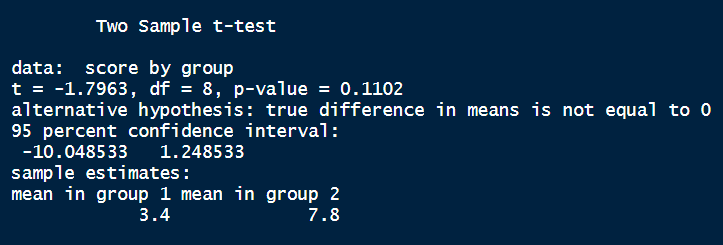 Two Sample t-test
data:  score by group
t = -1.7963, df = 8, p-value = 0.1102
alternative hypothesis: true difference in means is not equal to 0
95 percent confidence interval:
-10.048533   1.248533
sample estimates:
mean in group 1 mean in group 2
3.4             7.8